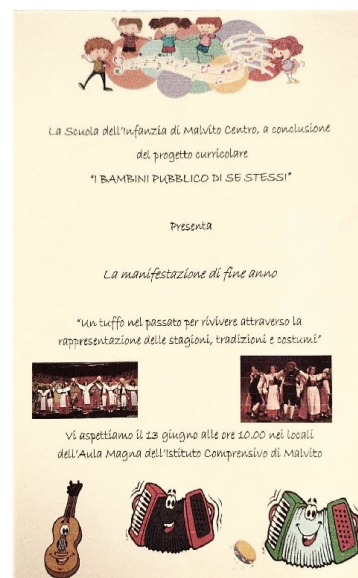 La Scuola dell'Infanzia di Malvito Centro, a conclusione
del progetto curricolare
"I BAMBINI PUBBLICO DI SE STESSI"
Presenta
La manifestazione di fine anno
"Un tuffo nel passato per rivivere attraverso la
rappresentazione delle stagioni, tradizioni e costumi"
Vi aspettiamo il 13 giugno alle ore 10.00 nei locali
dell'Aula Magna dell'Istituto Comprensivo di Malvito